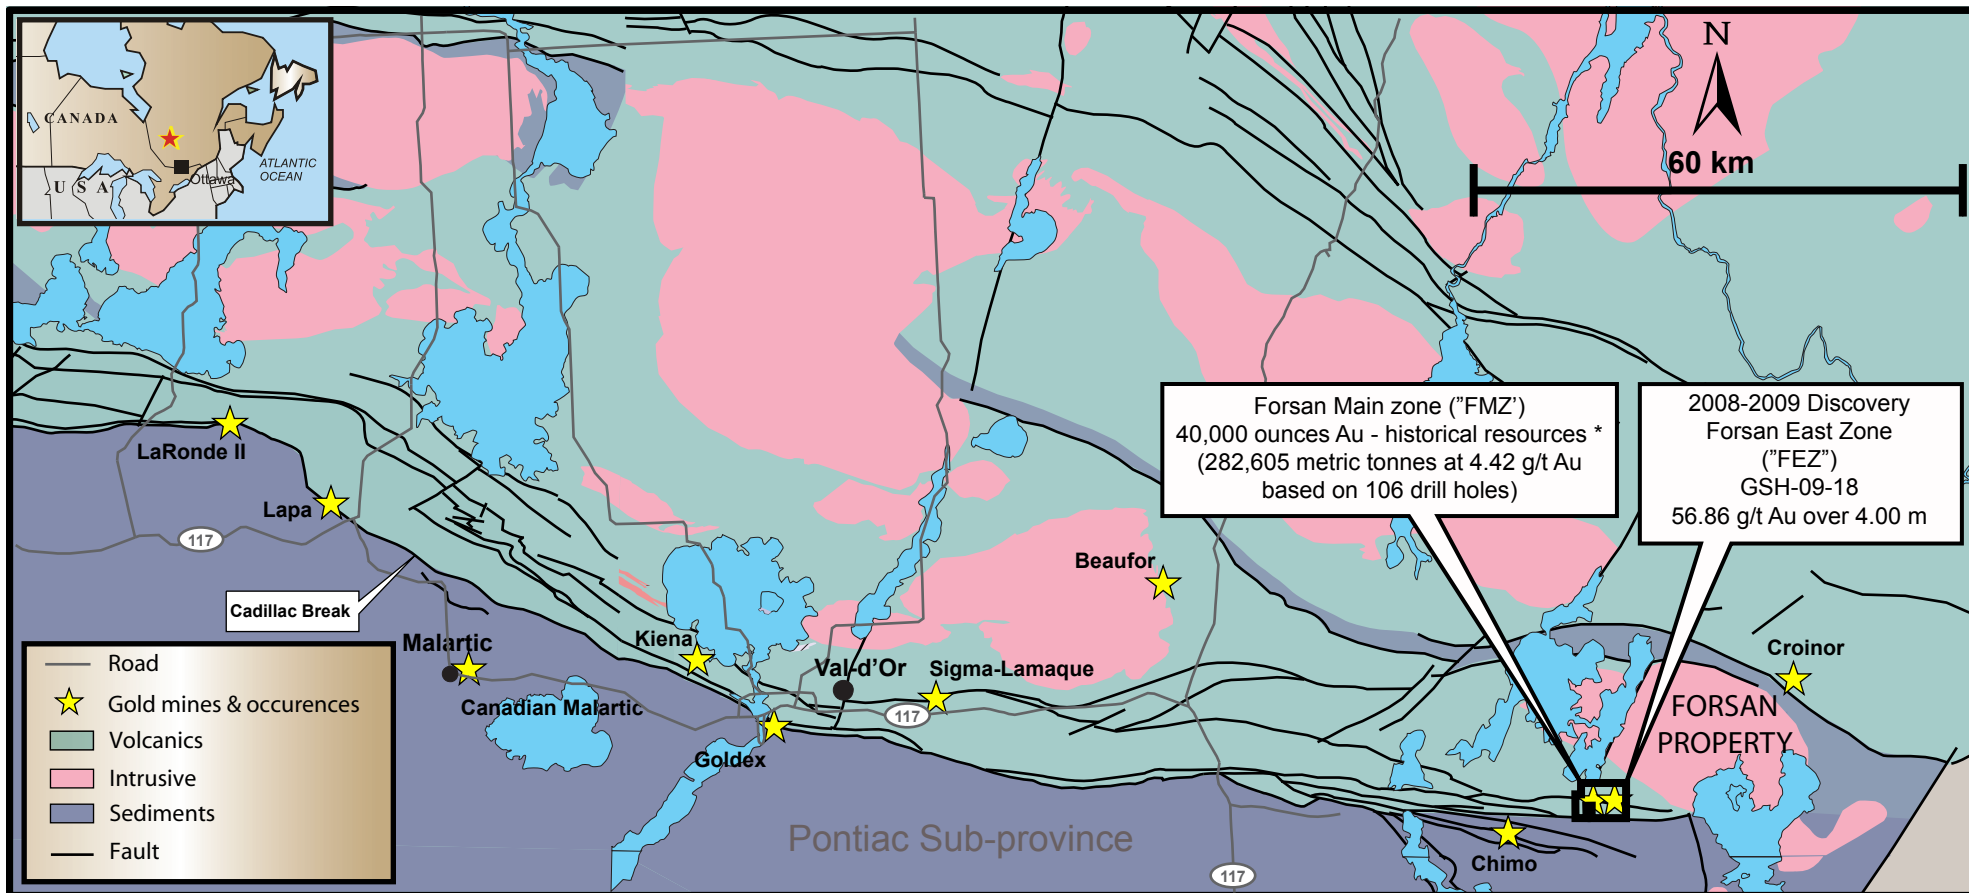 CANADA
U S A
Ottawa
ATLANTIC
OCEAN
N
60 km
Forsan Main zone ("FMZ')
40,000 ounces Au - historical resources *
(282,605 metric tonnes at 4.42 g/t Au
based on 106 drill holes)
2008-2009 Discovery
Forsan East Zone
("FEZ")
GSH-09-18
56.86 g/t Au over 4.00 m
LaRonde II
Lapa
117
Cadillac Break
Beaufor
Malartic
Kiena
Val-d'Or
Sigma-Lamaque
Croinor
Canadian Malartic
117
Goldex
FORSAN
PROPERTY
Pontiac Sub-province
Chimo
117
Road
Gold mines & occurences
Volcanics
Intrusive
Sediments
Fault